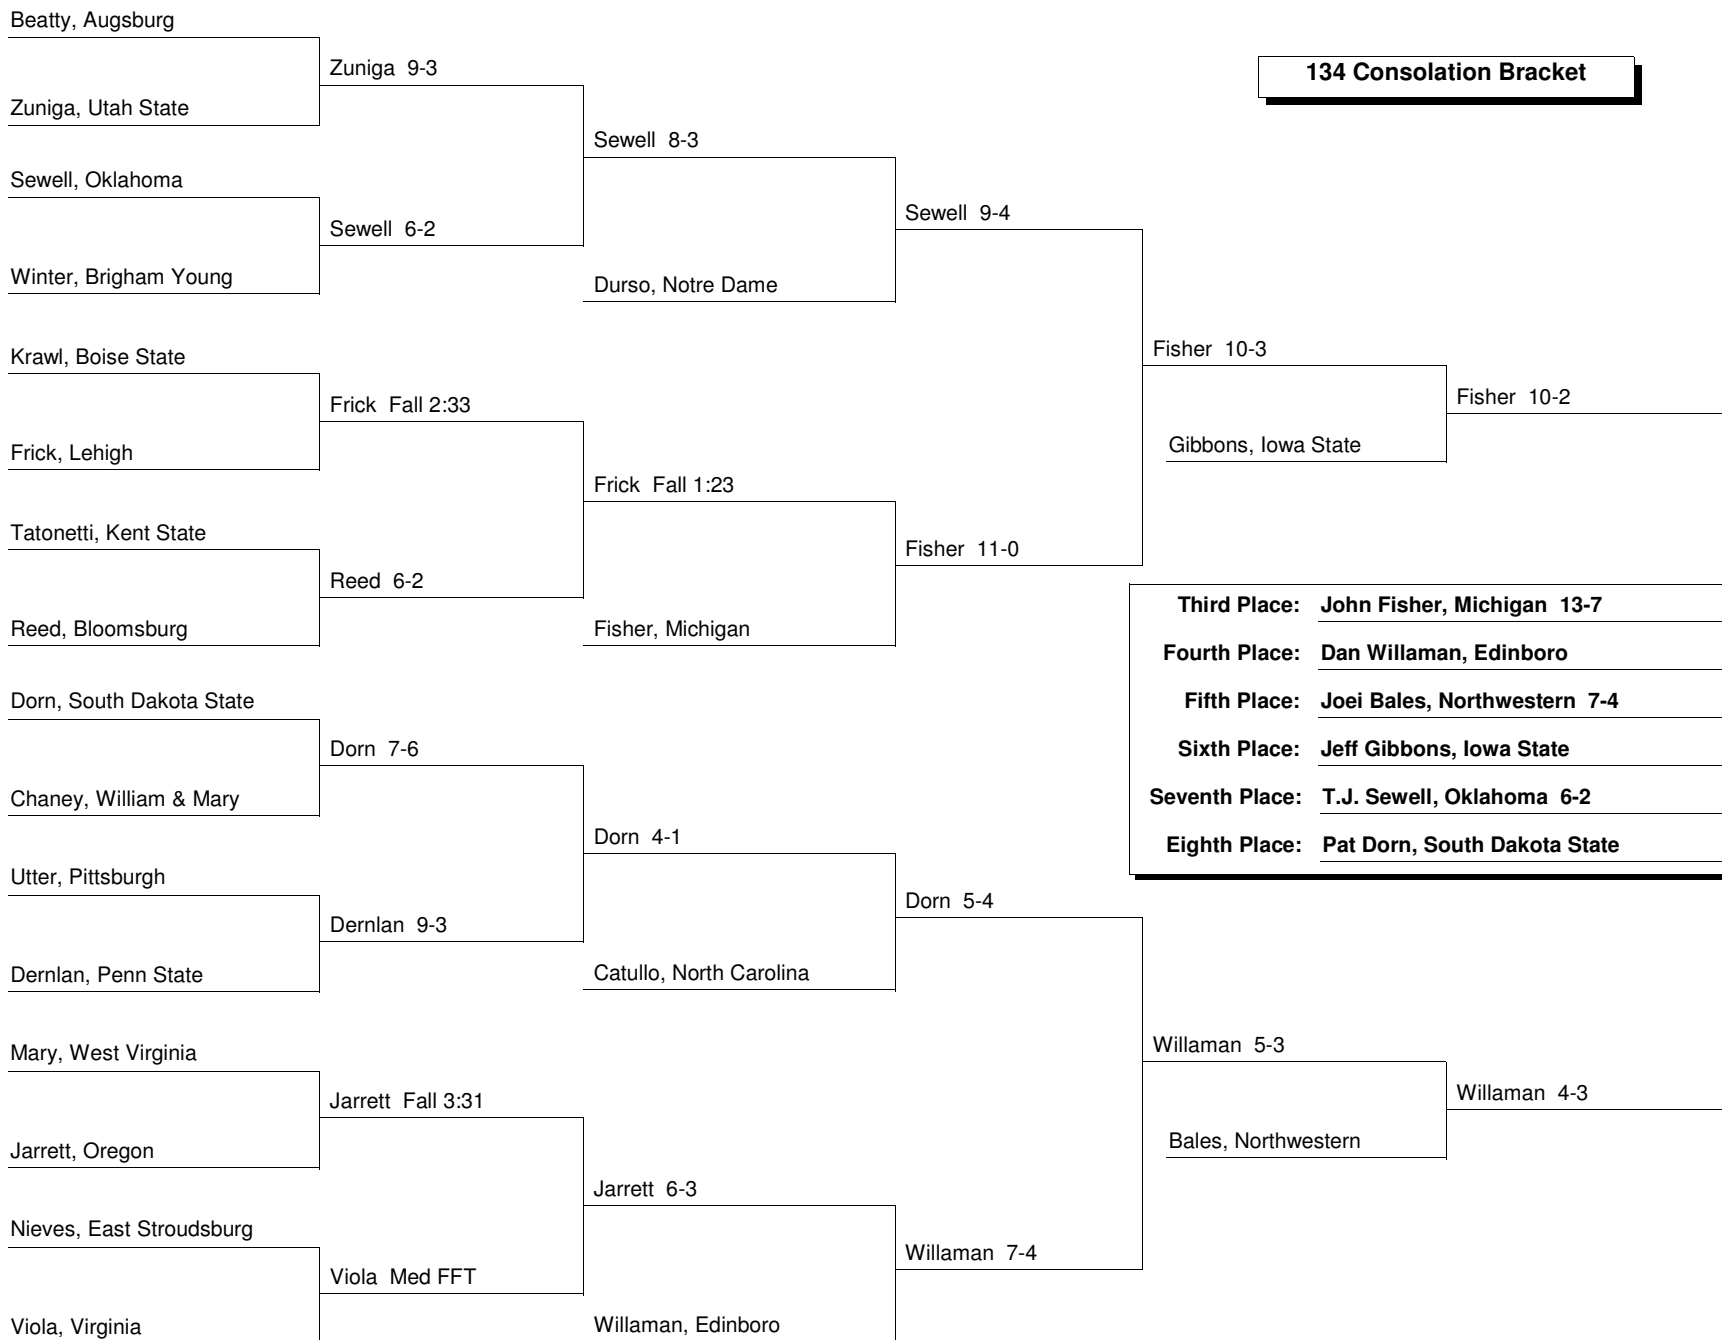 134 Consolation Bracket
Beatty, Augsburg
Zuniga, Utah State
Sewell, Oklahoma
Winter, Brigham Young
Krawl, Boise State
Frick, Lehigh
Tatonetti, Kent State
Reed, Bloomsburg
Dorn, South Dakota State
Chaney, William & Mary
Utter, Pittsburgh
Dernlan, Penn State
Mary, West Virginia
Jarrett, Oregon
Nieves, East Stroudsburg
Viola, Virginia
Zuniga 9-3
Sewell 6-2
Frick Fall 2:33
Reed 6-2
Dorn 7-6
Dernlan 9-3
Jarrett Fall 3:31
Viola Med FFT
Sewell 8-3
Durso, Notre Dame
Frick Fall 1:23
Fisher, Michigan
Dorn 4-1
Catullo, North Carolina
Jarrett 6-3
Willaman, Edinboro
Sewell 9-4
Fisher 11-0
Dorn 5-4
Willaman 7-4
Fisher 10-3
Gibbons, Iowa State
Willaman 5-3
Bales, Northwestern
Fisher 10-2
Willaman 4-3
Third Place: John Fisher, Michigan 13-7
Fourth Place: Dan Willaman, Edinboro
Fifth Place: Joei Bales, Northwestern 7-4
Sixth Place: Jeff Gibbons, Iowa State
Seventh Place: T.J. Sewell, Oklahoma 6-2
Eighth Place: Pat Dorn, South Dakota State